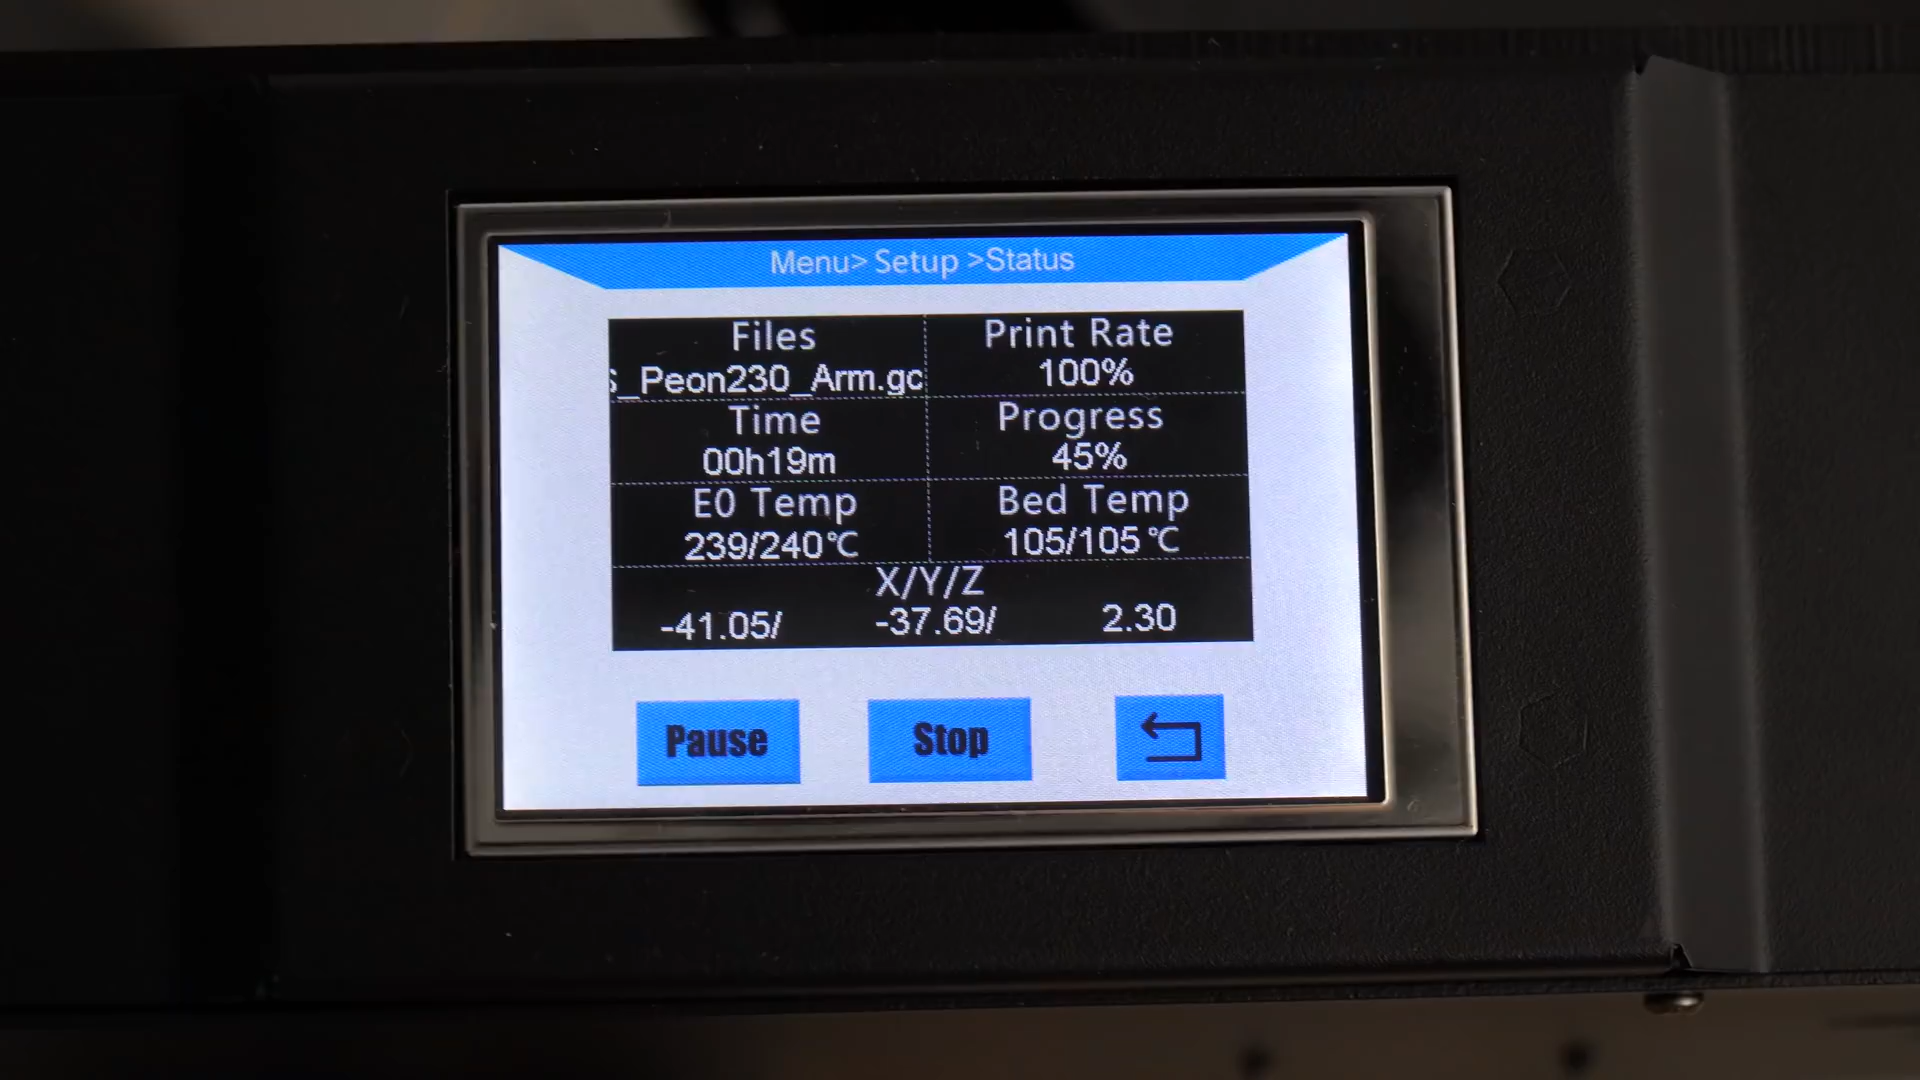 Menu> Setup >Status
Files
_Peon230_Arm.gc
Print Rate
100%
Time
00h19m
Progress
45%
E0 Temp
239/240℃
Bed Temp
105/105℃
X/Y/Z
-41.05/ -37.69/ 2.30
Pause
Stop